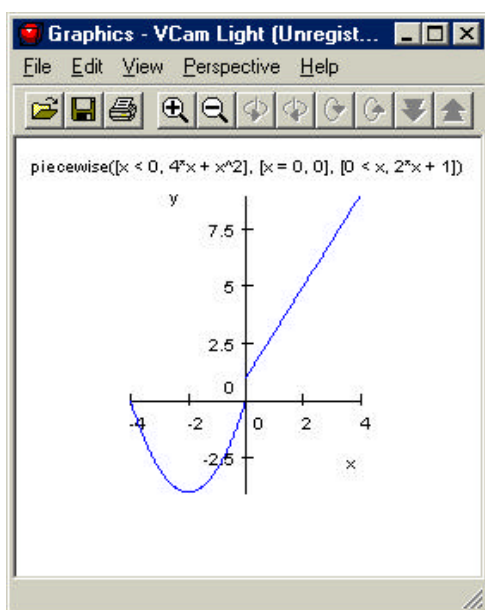 Graphics - VCam Light (Unregist...
File Edit View Perspective Help
piecewise([x < 0, 4*x + x^2], [x = 0, 0], [0 < x, 2*x + 1])
y
7.5
5
2.5
0
-4 -2 0 2 4
-2.5
x